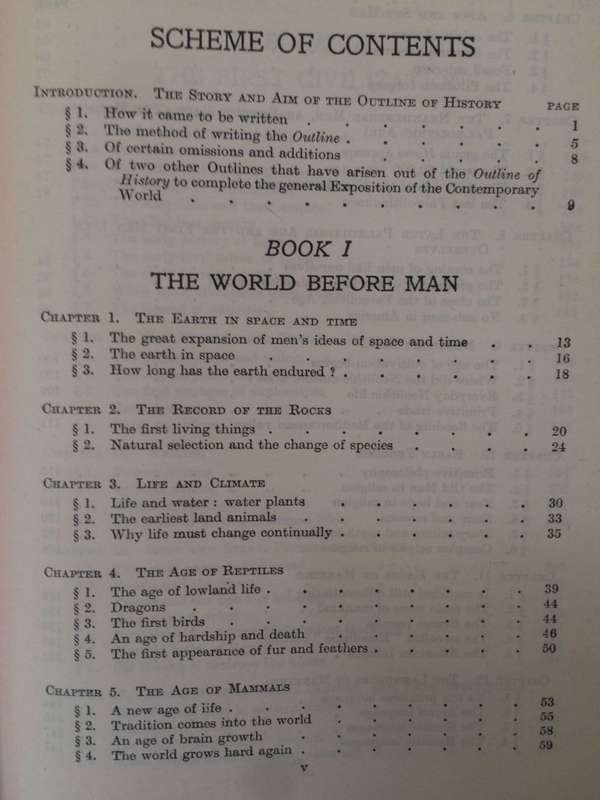 SCHEME OF CONTENTS
INTRODUCTION. THE STORY AND AIM OF THE OUTLINE OF HISTORY PAGE
§ 1. How it came to be written . . . . . . . 1
§ 2. The method of writing the Outline . . . . . . 5
§ 3. Of certain omissions and additions . . . . . 8
§ 4. Of two other Outlines that have arisen out of the Outline of
History to complete the general Exposition of the Contemporary
World . . . . . . . . . . 9
BOOK I
THE WORLD BEFORE MAN
CHAPTER 1. THE EARTH IN SPACE AND TIME
§ 1. The great expansion of men's ideas of space and time . . 13
§ 2. The earth in space . . . . . . . 16
§ 3. How long has the earth endured ? . . . . . . 18
CHAPTER 2. THE RECORD OF THE ROCKS
§ 1. The first living things . . . . . . . . 20
§ 2. Natural selection and the change of species . . . . 24
CHAPTER 3. LIFE AND CLIMATE
§ 1. Life and water : water plants . . . . . . 30
§ 2. The earliest land animals . . . . . . . 33
§ 3. Why life must change continually . . . . . . 35
CHAPTER 4. THE AGE OF REPTILES
§ 1. The age of lowland life . . . . . . . . 39
§ 2. Dragons . . . . . . . . . . 44
§ 3. The first birds . . . . . . . . . 44
§ 4. An age of hardship and death . . . . . . 46
§ 5. The first appearance of fur and feathers . . . . . 50
CHAPTER 5. THE AGE OF MAMMALS
§ 1. A new age of life . . . . . . . . . 53
§ 2. Tradition comes into the world . . . . . . 55
§ 3. An age of brain growth . . . . . . . 58
§ 4. The world grows hard again . . . . . . . 59
v